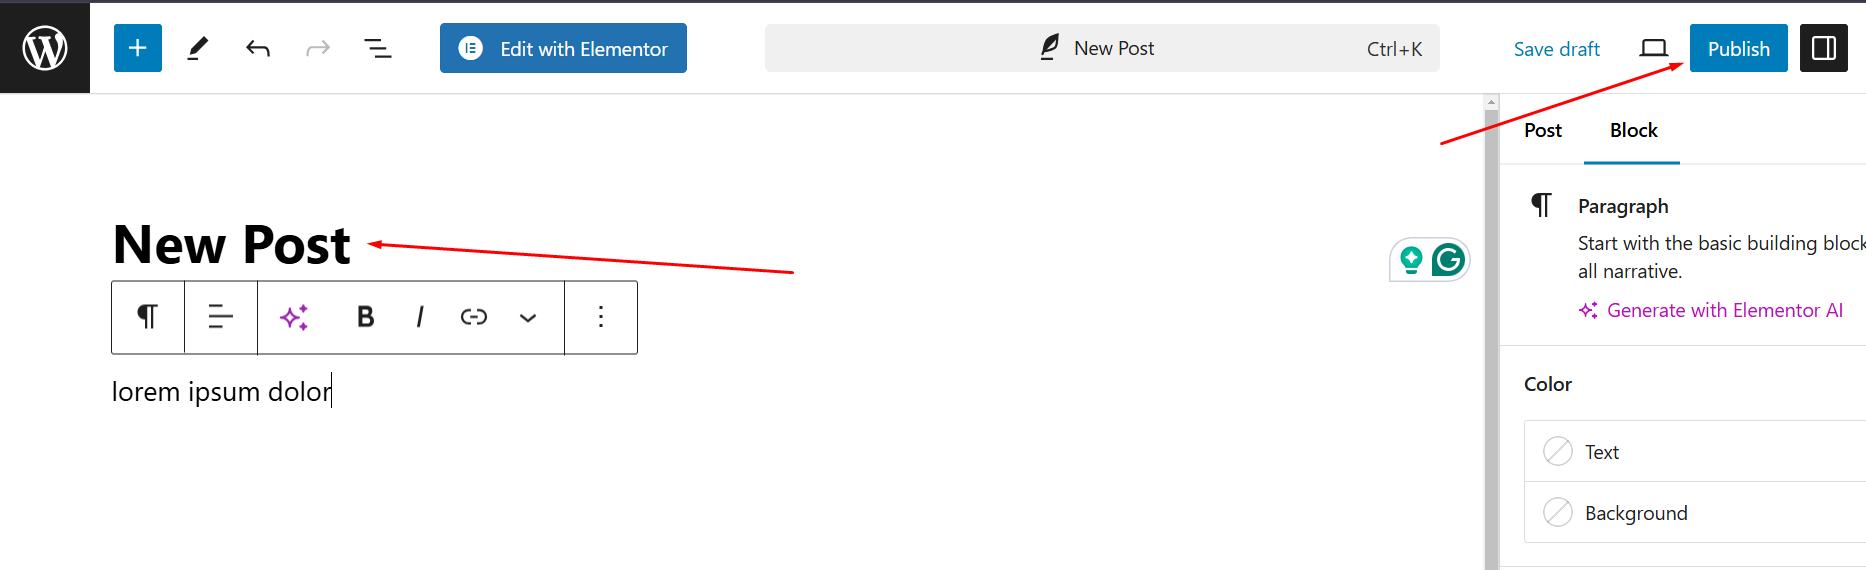 Edit with Elementor
New Post
Ctrl+K
Save draft
Publish
Post
Block
New Post
B
I
lorem ipsum dolor
Paragraph
Start with the basic building block
all narrative.
Generate with Elementor AI
Color
Text
Background